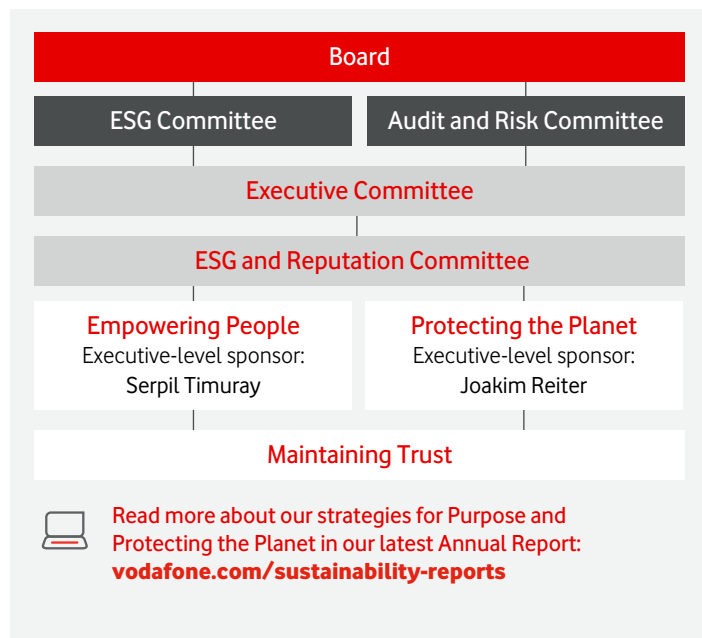 Board
ESG Committee
Audit and Risk Committee
Executive Committee
ESG and Reputation Committee
Empowering People
Executive-level sponsor:
Serpil Timuray
Protecting the Planet
Executive-level sponsor:
Joakim Reiter
Maintaining Trust
Read more about our strategies for Purpose and
Protecting the Planet in our latest Annual Report:
vodafone.com/sustainability-reports